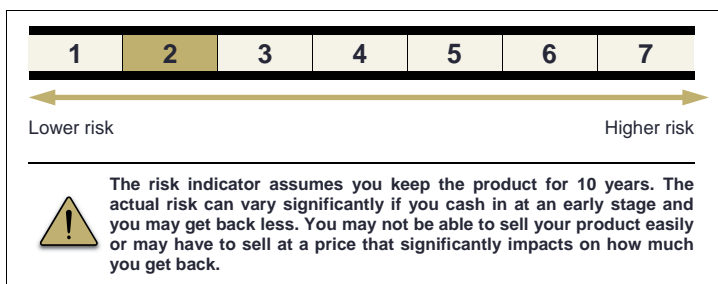 1 2 3 4 5 6 7
Lower risk Higher risk
The risk indicator assumes you keep the product for 10 years. The
actual risk can vary significantly if you cash in at an early stage and
you may get back less. You may not be able to sell your product easily
or may have to sell at a price that significantly impacts on how much
you get back.